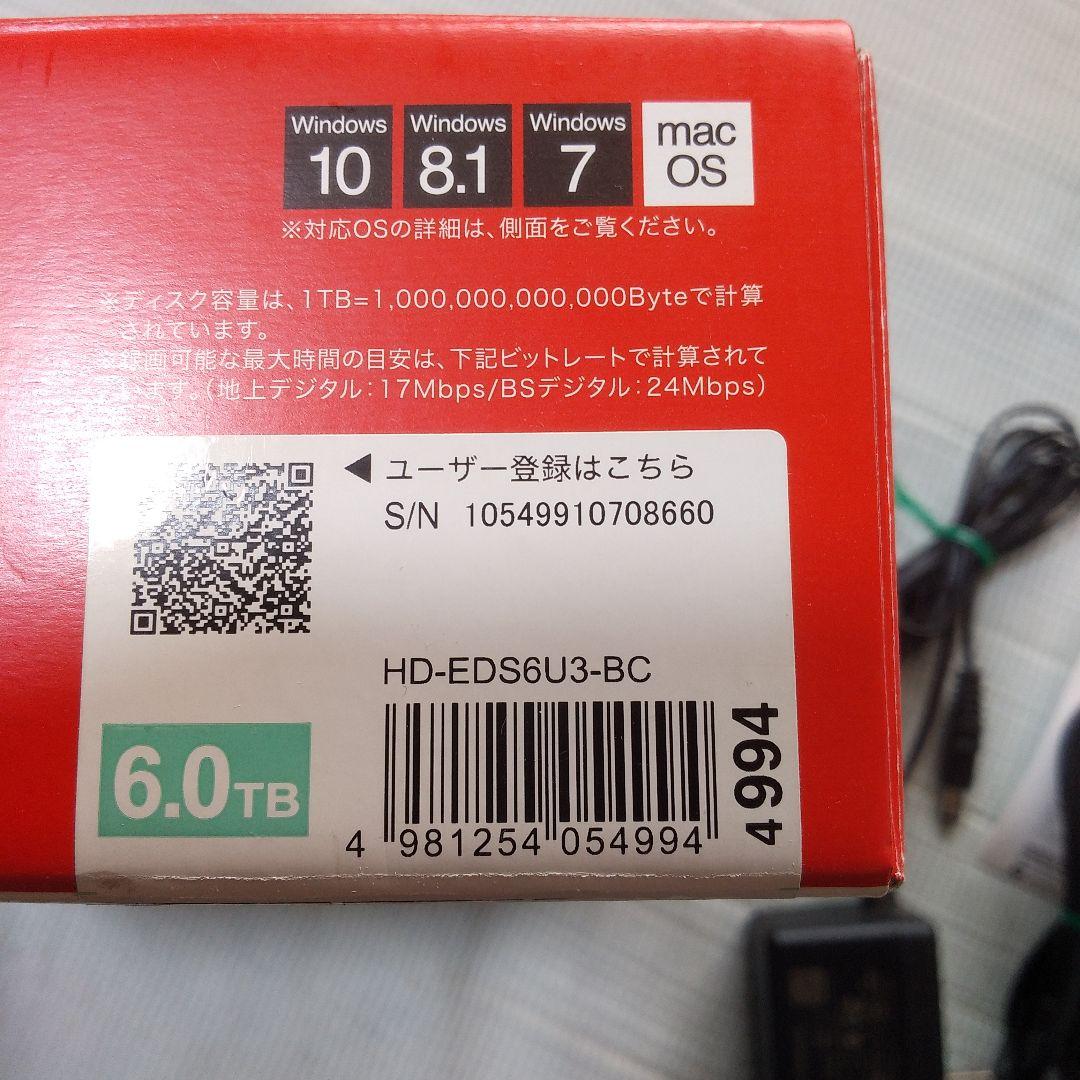 Windows 10
Windows 8.1
Windows 7
mac OS
※対応OSの詳細は、側面をご覧ください。
※ディスク容量は、1TB=1,000,000,000,000Byteで計算
されています。
※録画可能な最大時間の目安は、下記ビットレートで計算されて
います。(地上デジタル:17Mbps/BSデジタル:24Mbps)
◀ユーザー登録はこちら
S/N 10549910708660
HD-EDS6U3-BC
6.0TB
4 981254 054994
4994